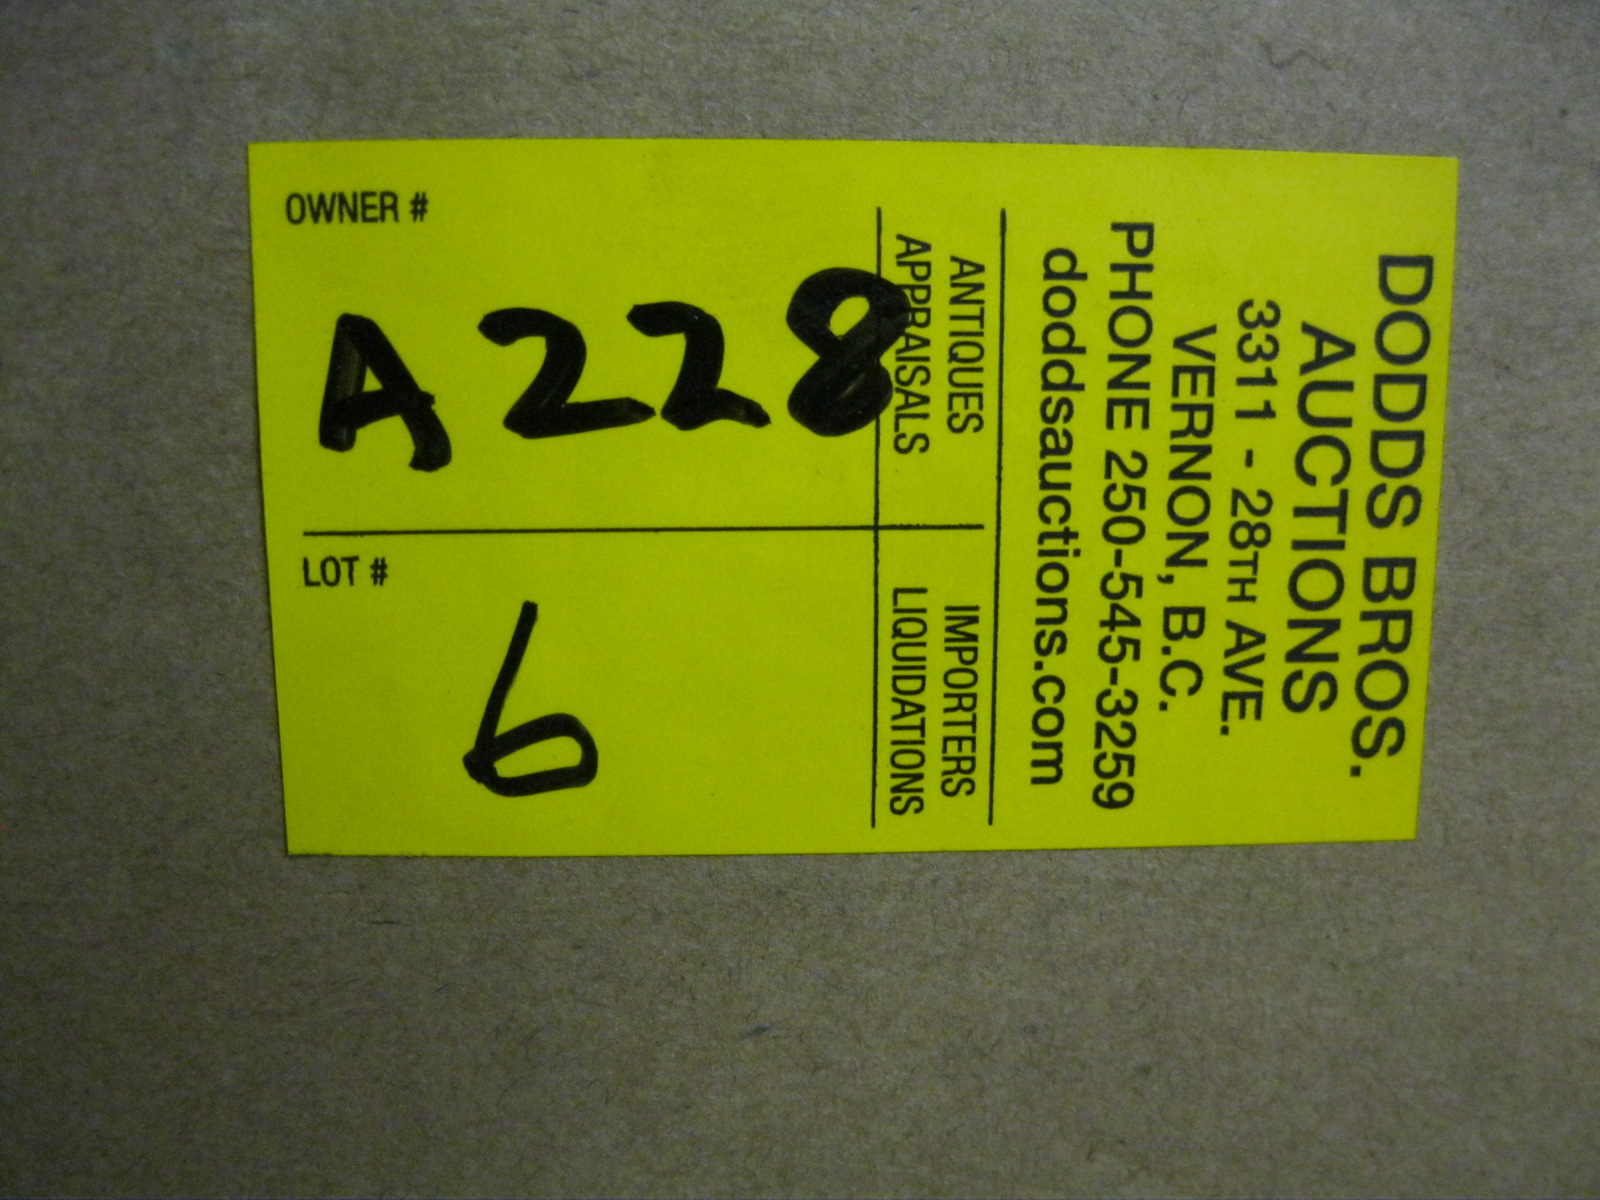 DODDS BROS.
AUCTIONS
3311 - 28TH AVE.
VERNON, B.C.
PHONE 250-545-3259
doddsauctions.com
ANTIQUES
APPRAISALS
IMPORTERS
LIQUIDATIONS
OWNER #
A228
LOT #
6